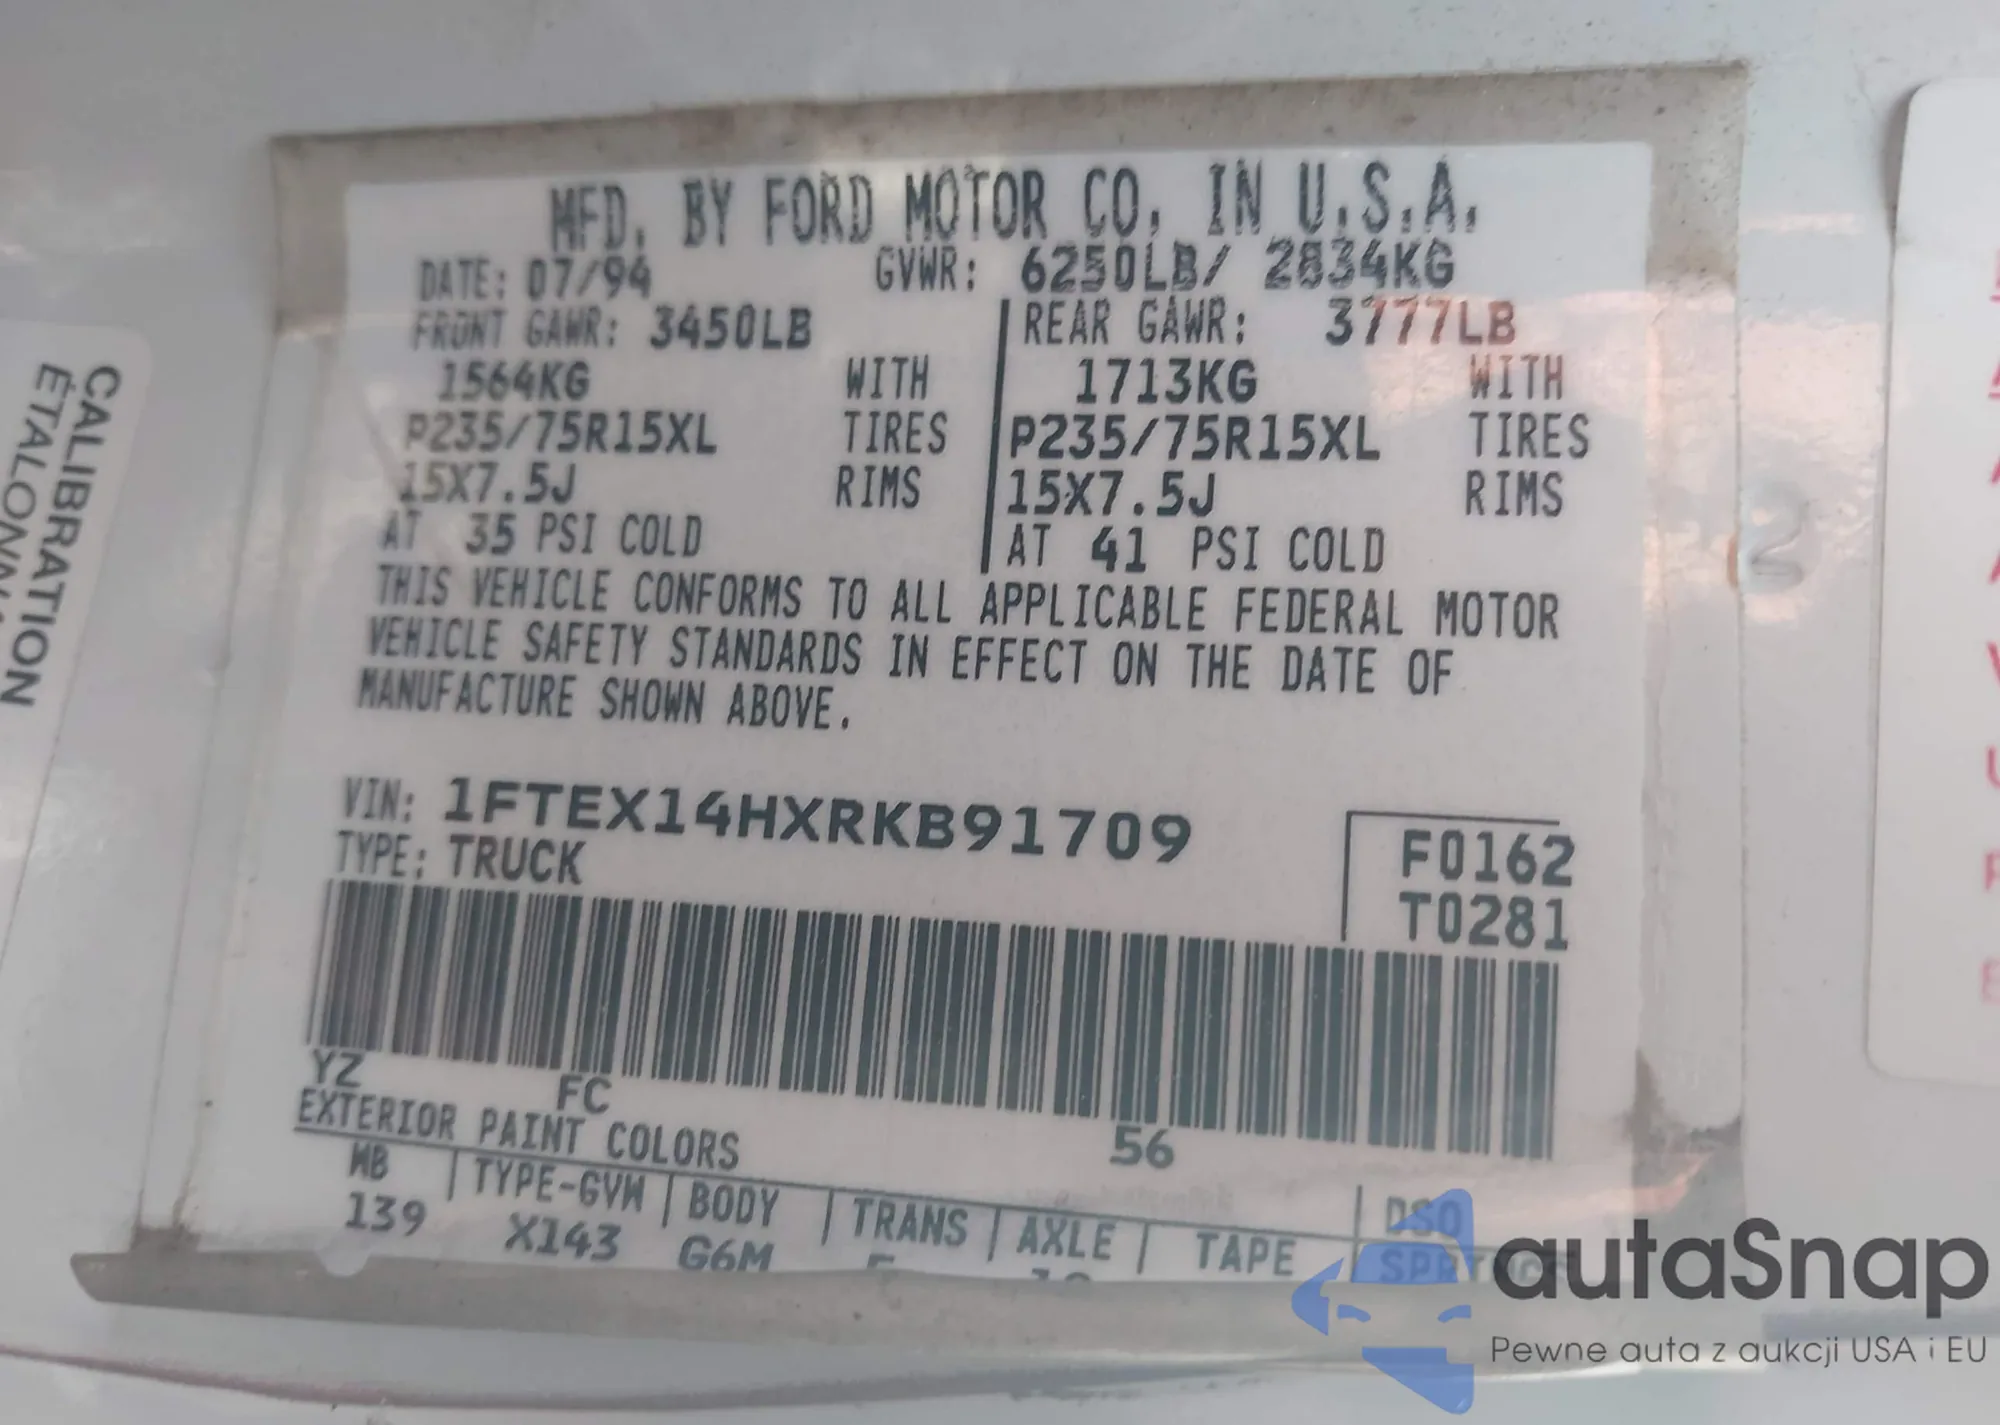 MFD. BY FORD MOTOR CO. IN U.S.A.
DATE: 07/94 GVWR: 6250LB/ 2834KG
FRONT GAWR: 3450LB REAR GAWR: 3777LB
1564KG WITH 1713KG WITH
P235/75R15XL TIRES P235/75R15XL TIRES
15X7.5J RIMS 15X7.5J RIMS
AT 35 PSI COLD AT 41 PSI COLD
THIS VEHICLE CONFORMS TO ALL APPLICABLE FEDERAL MOTOR
VEHICLE SAFETY STANDARDS IN EFFECT ON THE DATE OF
MANUFACTURE SHOWN ABOVE.
VIN: 1FTEX14HXRKB91709
TYPE: TRUCK
F0162
T0281
YZ FC 56
EXTERIOR PAINT COLORS
WB TYPE-GVW BODY TRANS AXLE TAPE DSO
139 X143 G6M
CALIBRATION
2
autaSnap
Pewne auta z aukcji USA i EU